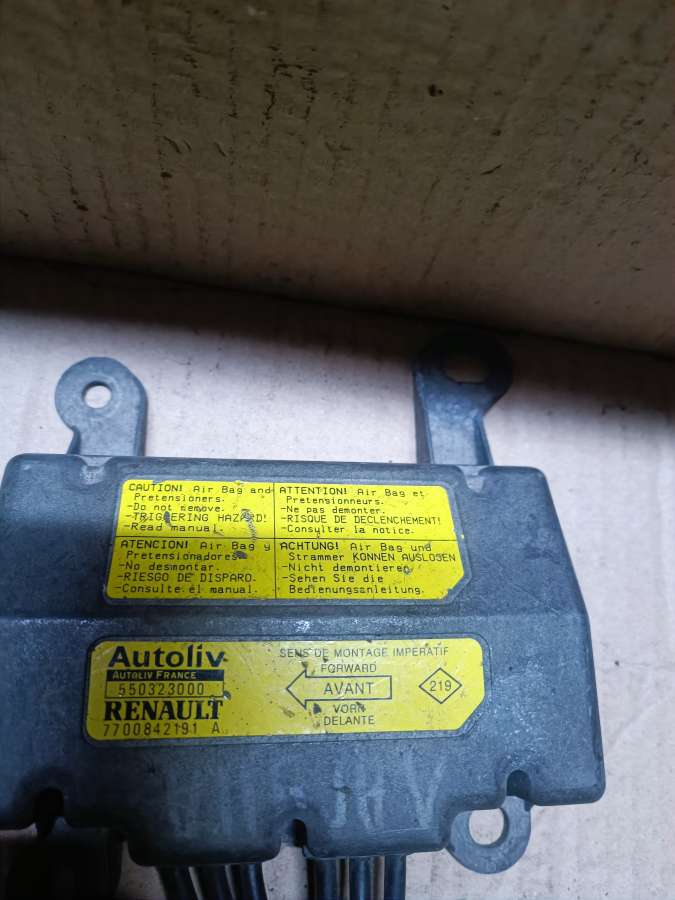 CAUTION! Air Bag and
Pretensioners.
-Do not remove.
-TRIGGERING HAZARD!
-Read manual.
ATTENTION! Air Bag et
Pretensionneurs.
-Ne pas demonter.
-RISQUE DE DECLENCHEMENT!
-Consulter la notice.
ATENCION! Air Bag y
Pretensionadores
-No desmontar.
-RIESGO DE DISPARO.
-Consulte el manual.
ACHTUNG! Air Bag und
Strammer KONNEN AUSLOSEN
-Nicht demontieren
-Sehen Sie die
Bedienungsanleitung.
Autoliv
AUTOLIV FRANCE
550323000
RENAULT
7700842191 A
SENS DE MONTAGE IMPERATIF
FORWARD
AVANT
VORN
DELANTE
219